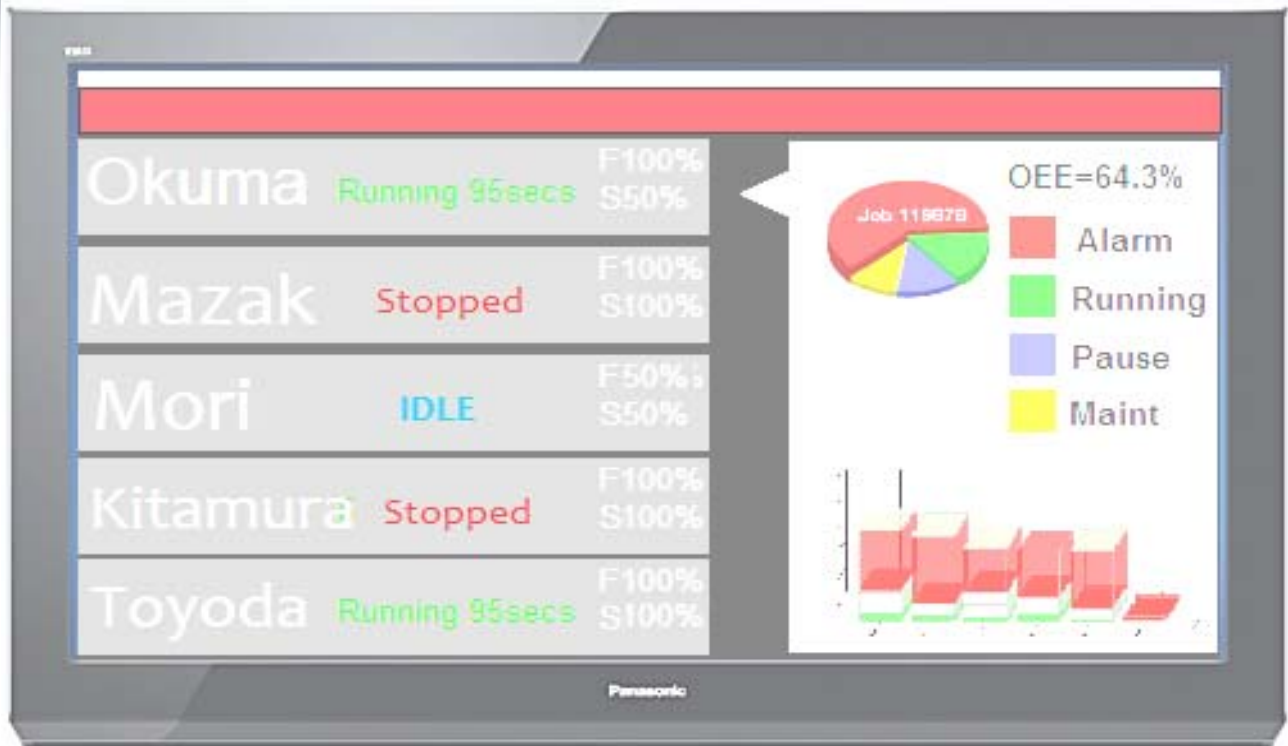 Okuma
Running 95secs
F100%
S50%
Mazak
Stopped
F100%
S100%
Mori
IDLE
F50%
S50%
Kitamura
Stopped
F100%
S100%
Toyoda
Running 95secs
F100%
S100%
OEE=64.3%
Alarm
Running
Pause
Maint
Panasonic